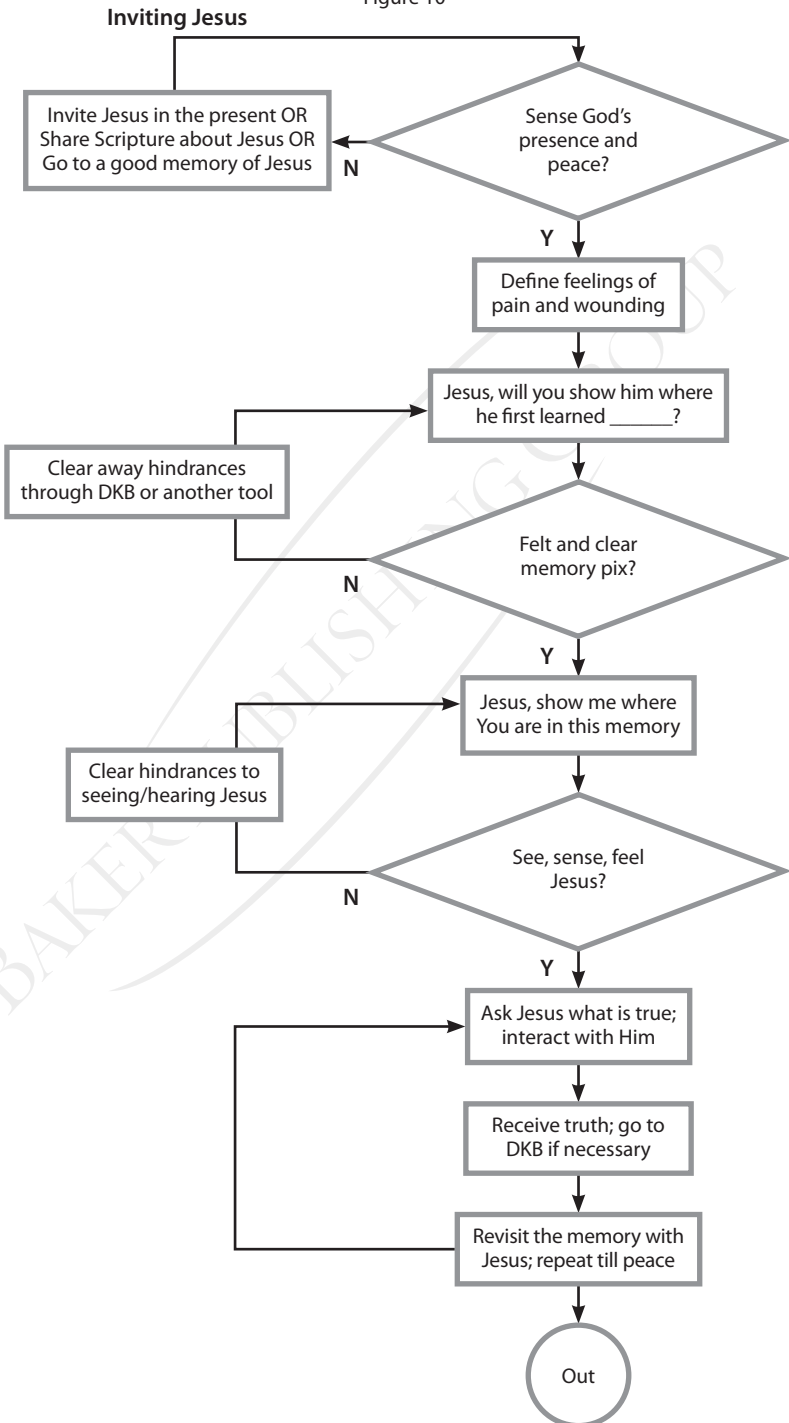 Figure 10
Inviting Jesus
Invite Jesus in the present OR
Share Scripture about Jesus OR
Go to a good memory of Jesus
Sense God's
presence and
peace?
N
Y
Define feelings of
pain and wounding
Jesus, will you show him where
he first learned ______?
Clear away hindrances
through DKB or another tool
Felt and clear
memory pix?
N
Y
Jesus, show me where
You are in this memory
Clear hindrances to
seeing/hearing Jesus
See, sense, feel
Jesus?
N
Y
Ask Jesus what is true;
interact with Him
Receive truth; go to
DKB if necessary
Revisit the memory with
Jesus; repeat till peace
Out
BAKER PUBLISHING GROUP